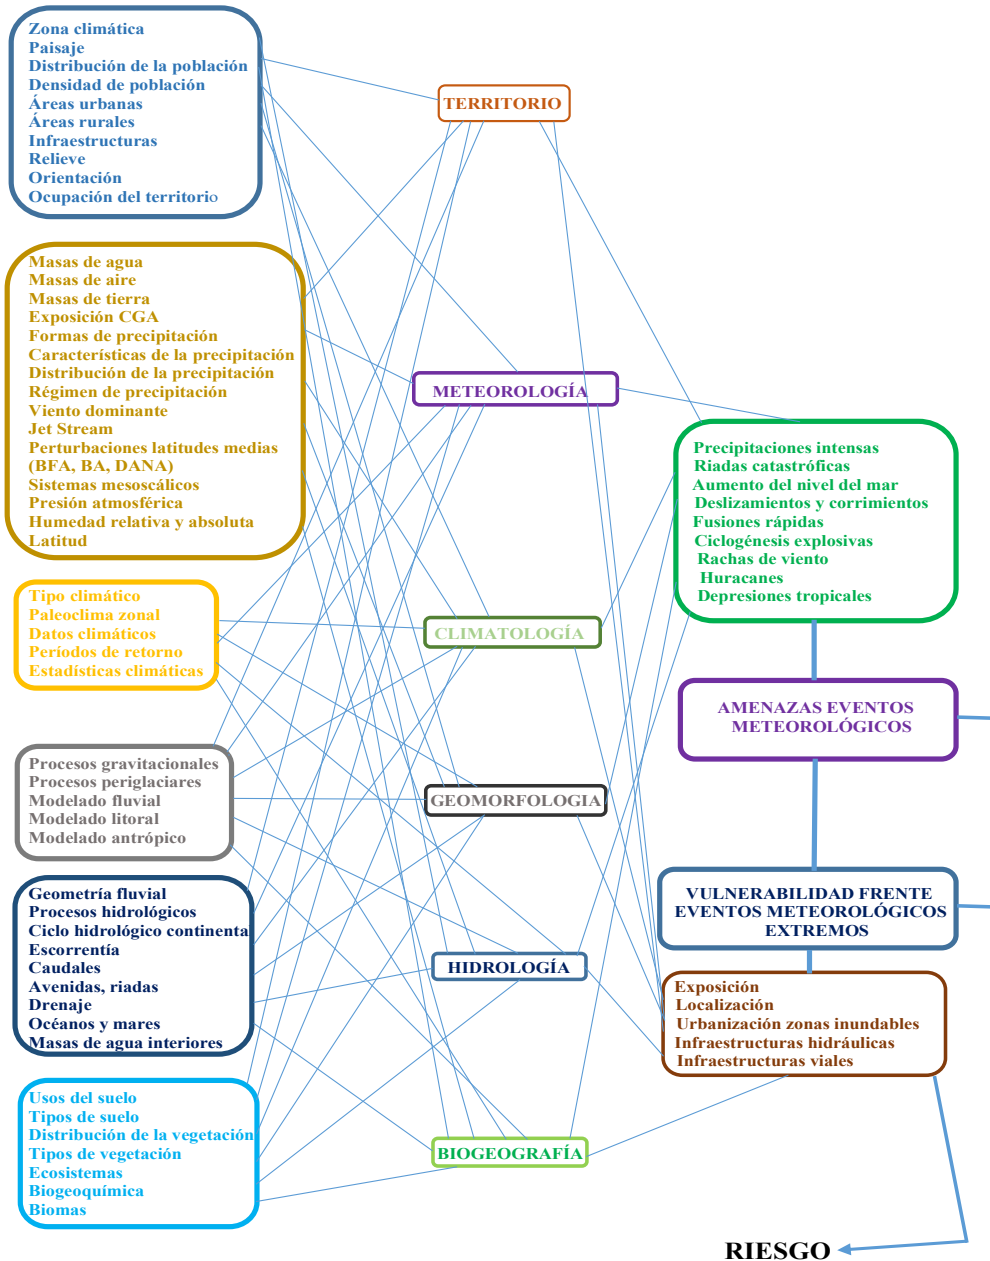 Zona climática
Paisaje
Distribución de la población
Densidad de población
Áreas urbanas
Áreas rurales
Infraestructuras
Relieve
Orientación
Ocupación del territorio
Masas de agua
Masas de aire
Masas de tierra
Exposición CGA
Formas de precipitación
Características de la precipitación
Distribución de la precipitación
Régimen de precipitación
Viento dominante
Jet Stream
Perturbaciones latitudes medias
(BFA, BA, DANA)
Sistemas mesoscálicos
Presión atmosférica
Humedad relativa y absoluta
Latitud
Tipo climático
Paleoclima zonal
Datos climáticos
Períodos de retorno
Estadísticas climáticas
Procesos gravitacionales
Procesos periglaciares
Modelado fluvial
Modelado litoral
Modelado antrópico
Geometría fluvial
Procesos hidrológicos
Ciclo hidrológico continenta
Escorrentía
Caudales
Avenidas, riadas
Drenaje
Océanos y mares
Masas de agua interiores
Usos del suelo
Tipos de suelo
Distribución de la vegetación
Tipos de vegetación
Ecosistemas
Biogeoquímica
Biomas
TERRITORIO
METEOROLOGÍA
CLIMATOLOGÍA
GEOMORFOLOGIA
HIDROLOGÍA
BIOGEOGRAFÍA
Precipitaciones intensas
Riadas catastróficas
Aumento del nivel del mar
Deslizamientos y corrimientos
Fusiones rápidas
Ciclogénesis explosivas
Rachas de viento
Huracanes
Depresiones tropicales
AMENAZAS EVENTOS
METEOROLÓGICOS
VULNERABILIDAD FRENTE
EVENTOS METEOROLÓGICOS
EXTREMOS
Exposición
Localización
Urbanización zonas inundables
Infraestructuras hidráulicas
Infraestructuras viales
RIESGO